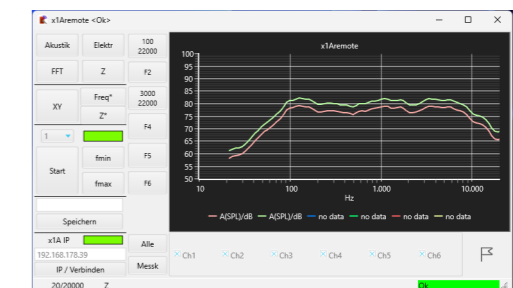 x1Aremote <Ok>
Akustik Elektr 100 22000
FFT Z F2
XY Freq* 3000 22000
Z* F4
1
Start fmin F5
fmax F6
Speichern
x1A IP Alle
192.168.178.39
IP / Verbinden Messk
20/20000 Z
x1Aremote
100
95
90
85
80
75
70
65
60
55
50
10 100 1.000 10.000
Hz
A(SPL)/dB A(SPL)/dB no data no data no data no data
Ch1 Ch2 Ch3 Ch4 Ch5 Ch6
Ok